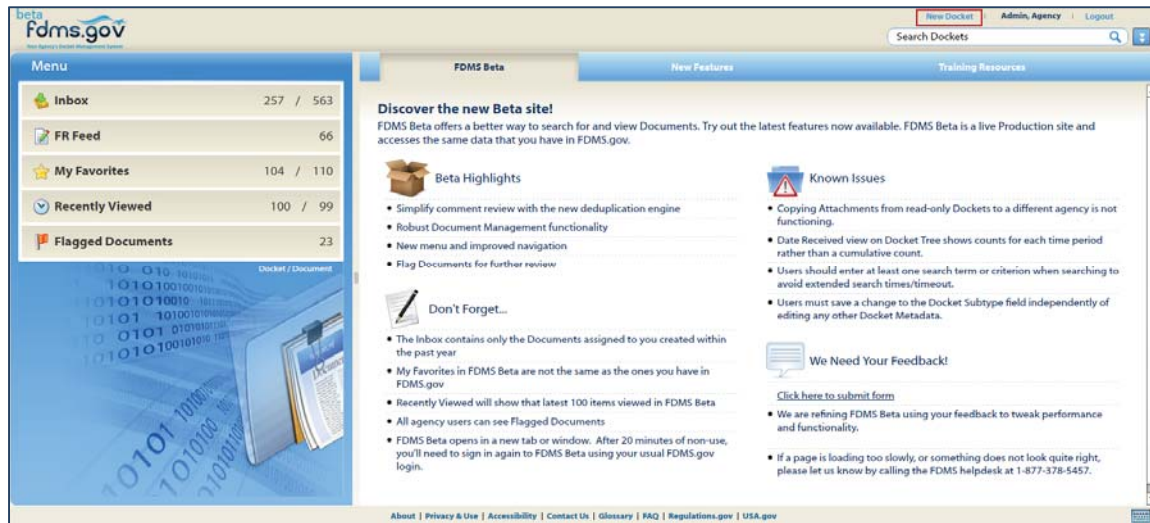 beta
fdms.gov
Your Agency's Docket Management System
New Docket | Admin, Agency | Logout
Search Dockets
Menu
Inbox 257 / 563
FR Feed 66
My Favorites 104 / 110
Recently Viewed 100 / 99
Flagged Documents 23
Docket / Document
FDMS Beta
New Features
Training Resources
Discover the new Beta site!
FDMS Beta offers a better way to search for and view Documents. Try out the latest features now available. FDMS Beta is a live Production site and
accesses the same data that you have in FDMS.gov.
Beta Highlights
• Simplify comment review with the new deduplication engine
• Robust Document Management functionality
• New menu and improved navigation
• Flag Documents for further review
Don't Forget...
• The Inbox contains only the Documents assigned to you created within
the past year
• My Favorites in FDMS Beta are not the same as the ones you have in
FDMS.gov
• Recently Viewed will show that latest 100 items viewed in FDMS Beta
• All agency users can see Flagged Documents
• FDMS Beta opens in a new tab or window. After 20 minutes of non-use,
you'll need to sign in again to FDMS Beta using your usual FDMS.gov
login.
Known Issues
• Copying Attachments from read-only Dockets to a different agency is not
functioning.
• Date Received view on Docket Tree shows counts for each time period
rather than a cumulative count.
• Users should enter at least one search term or criterion when searching to
avoid extended search times/timeout.
• Users must save a change to the Docket Subtype field independently of
editing any other Docket Metadata.
We Need Your Feedback!
Click here to submit form
• We are refining FDMS Beta using your feedback to tweak performance
and functionality.
• If a page is loading too slowly, or something does not look quite right,
please let us know by calling the FDMS helpdesk at 1-877-378-5457.
About | Privacy & Use | Accessibility | Contact Us | Glossary | FAQ | Regulations.gov | USA.gov